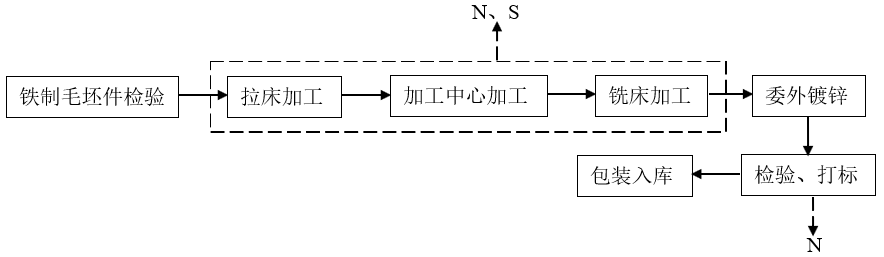 N、S
铁制毛坯件检验
拉床加工
加工中心加工
铣床加工
委外镀锌
包装入库
检验、打标
N